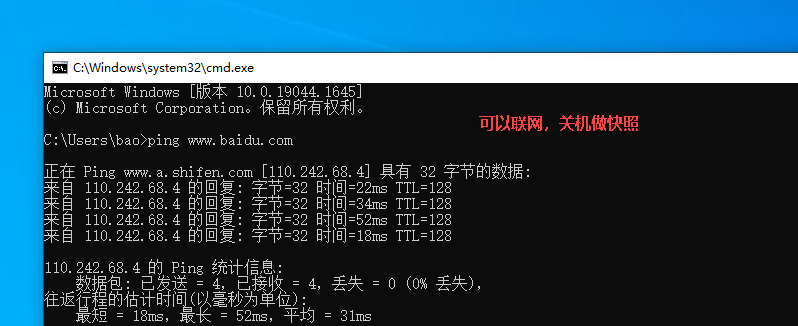 C:\Windows\system32\cmd.exe
Microsoft Windows [版本 10.0.19044.1645]
(c) Microsoft Corporation。保留所有权利。
可以联网，关机做快照
C:\Users\bao>ping www.baidu.com
正在 Ping www.a.shifen.com [110.242.68.4] 具有 32 字节的数据:
来自 110.242.68.4 的回复: 字节=32 时间=22ms TTL=128
来自 110.242.68.4 的回复: 字节=32 时间=34ms TTL=128
来自 110.242.68.4 的回复: 字节=32 时间=52ms TTL=128
来自 110.242.68.4 的回复: 字节=32 时间=18ms TTL=128
110.242.68.4 的 Ping 统计信息:
数据包: 已发送 = 4，已接收 = 4，丢失 = 0 (0% 丢失)，
往返行程的估计时间(以毫秒为单位):
最短 = 18ms，最长 = 52ms，平均 = 31ms